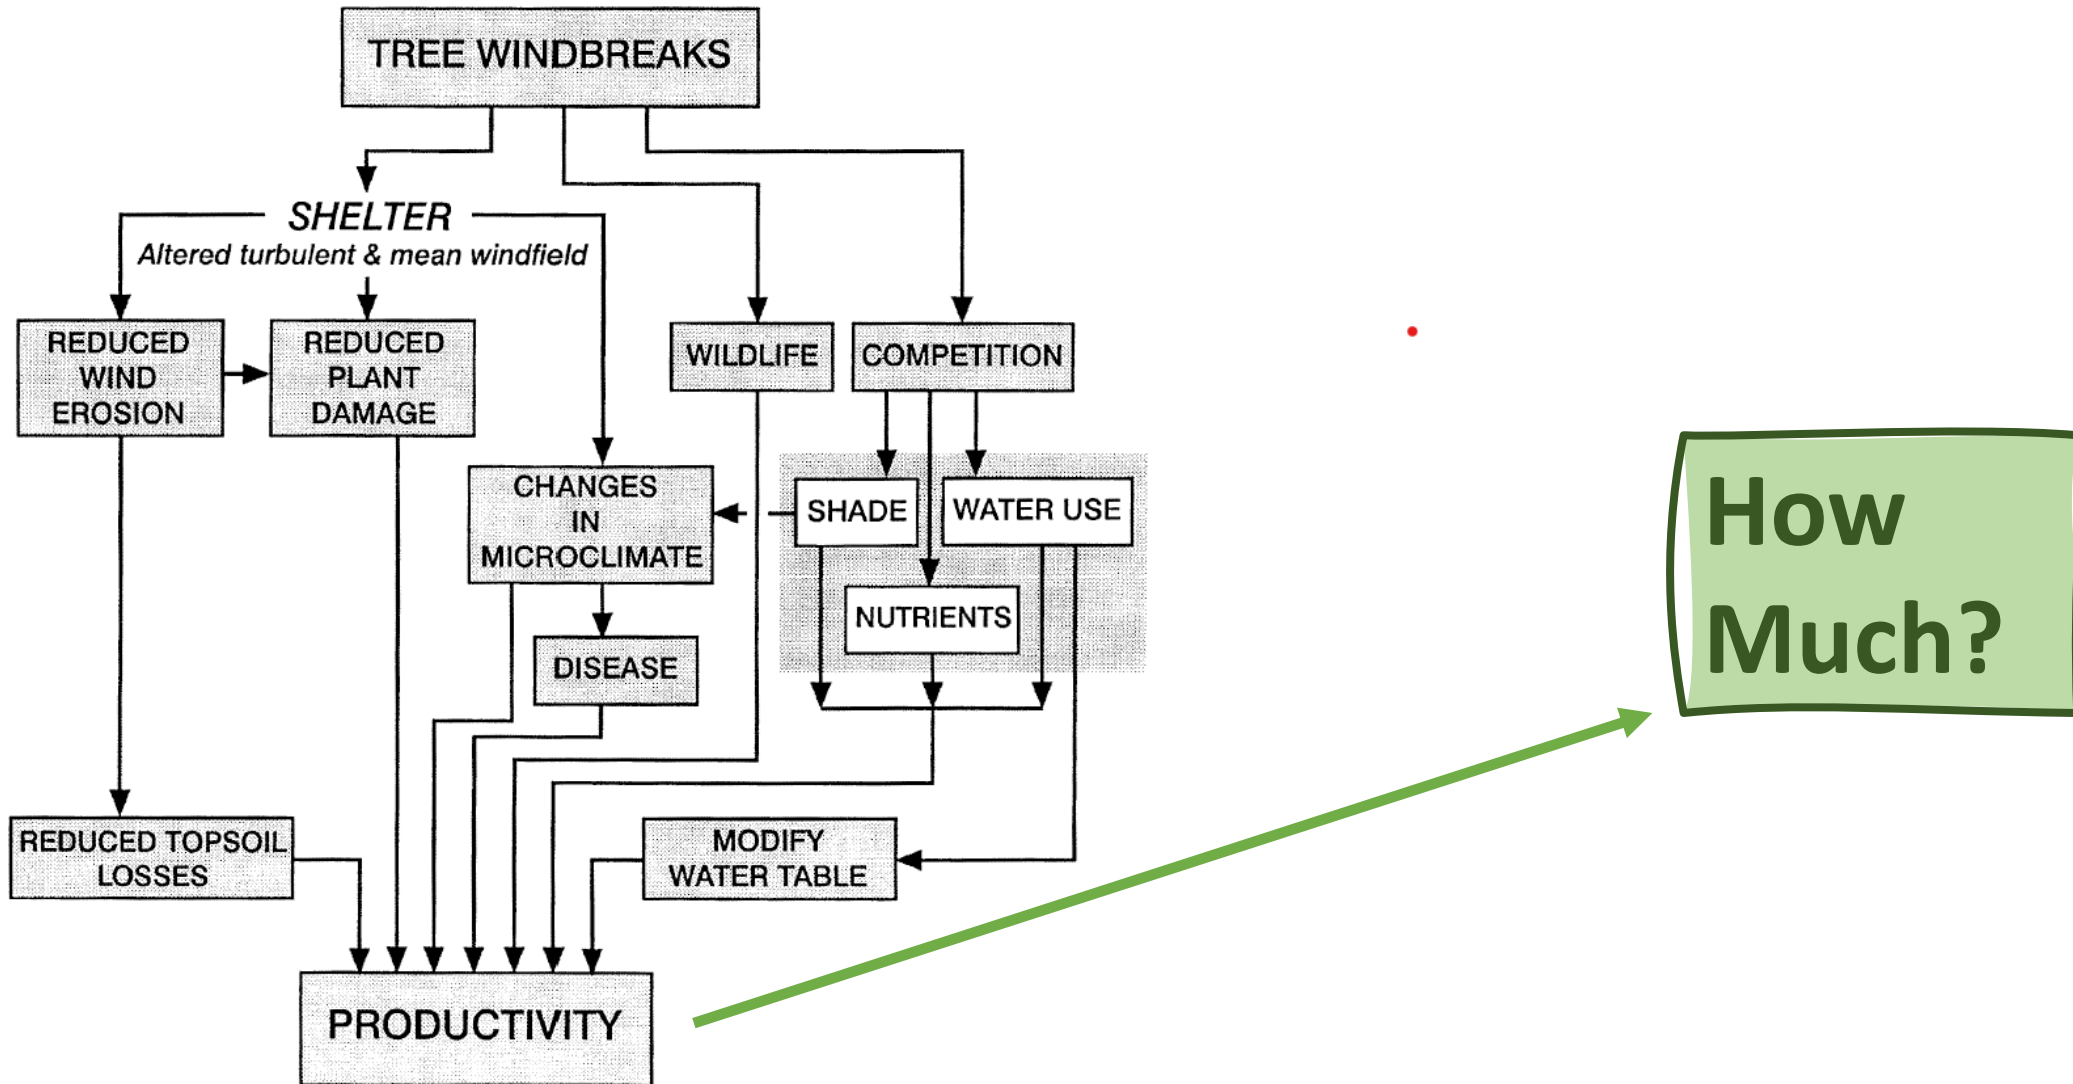 TREE WINDBREAKS
SHELTER
Altered turbulent & mean windfield
REDUCED
WIND
EROSION
REDUCED
PLANT
DAMAGE
WILDLIFE
COMPETITION
CHANGES
IN
MICROCLIMATE
SHADE
WATER USE
NUTRIENTS
DISEASE
REDUCED TOPSOIL
LOSSES
MODIFY
WATER TABLE
PRODUCTIVITY
How
Much?